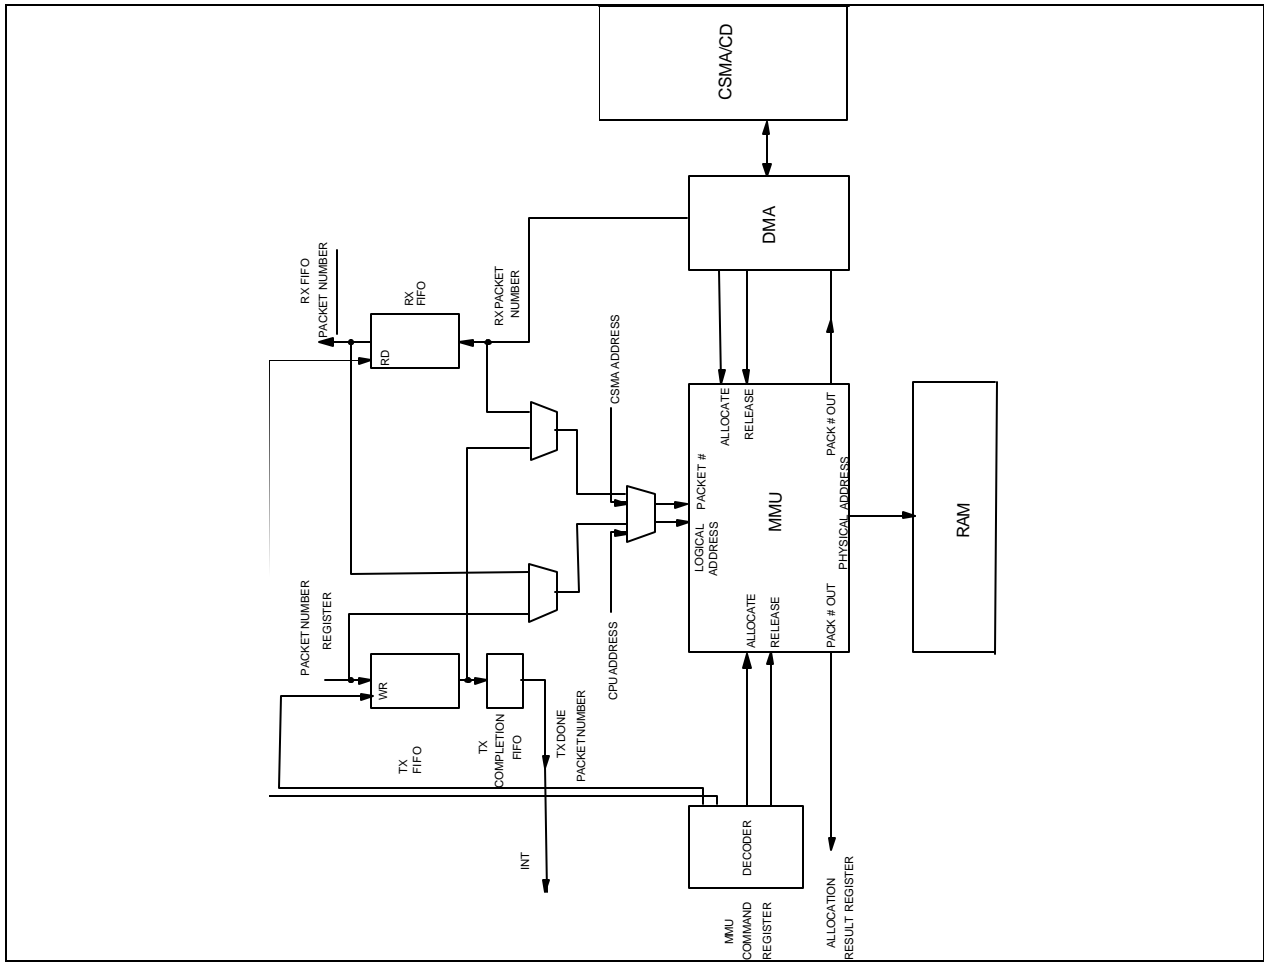 CSMA/CD
DMA
RX FIFO
PACKET NUMBER
RX
FIFO
RX PACKET
NUMBER
RD
CSMA ADDRESS
ALLOCATE
RELEASE
PACK # OUT
PACKET #
LOGICAL
ADDRESS
MMU
PHYSICAL ADDRESS
RAM
PACKET NUMBER
REGISTER
WR
CPU ADDRESS
ALLOCATE
RELEASE
PACK # OUT
TX
FIFO
TX
COMPLETION
FIFO
TX DONE
PACKET NUMBER
INT
DECODER
MMU
COMMAND
REGISTER
ALLOCATION
RESULT REGISTER